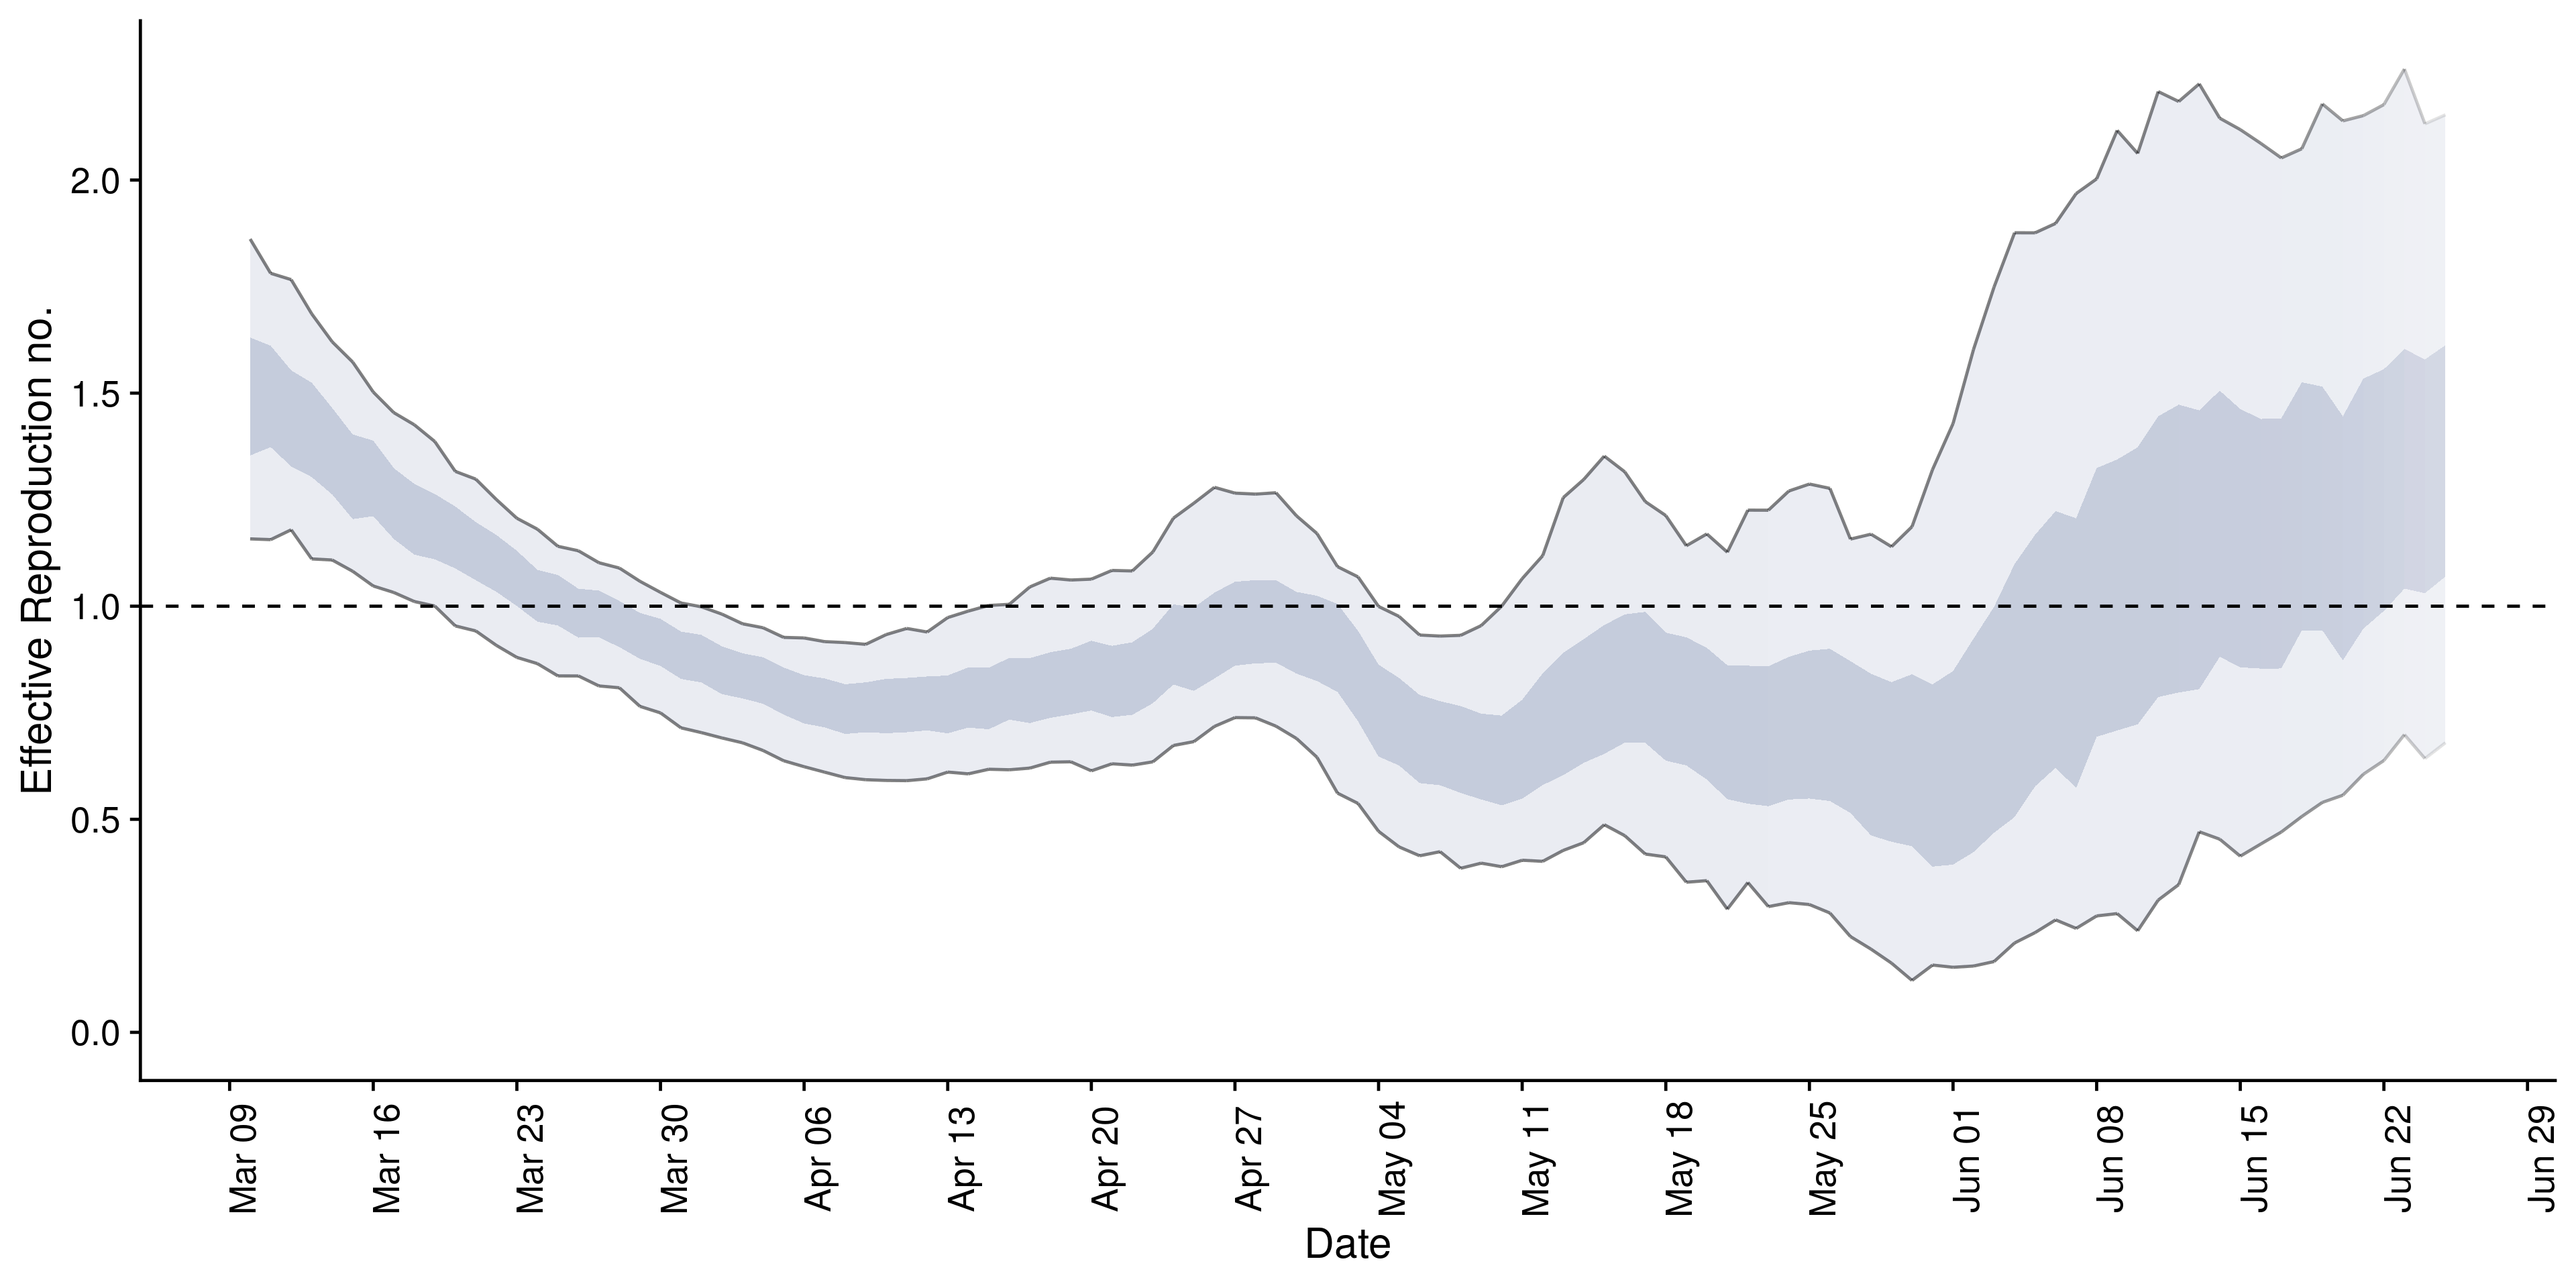 Effective Reproduction no.
2.0
1.5
1.0
0.5
0.0
Mar 09
Mar 16
Mar 23
Mar 30
Apr 06
Apr 13
Apr 20
Apr 27
May 04
May 11
May 18
May 25
Jun 01
Jun 08
Jun 15
Jun 22
Jun 29
Date